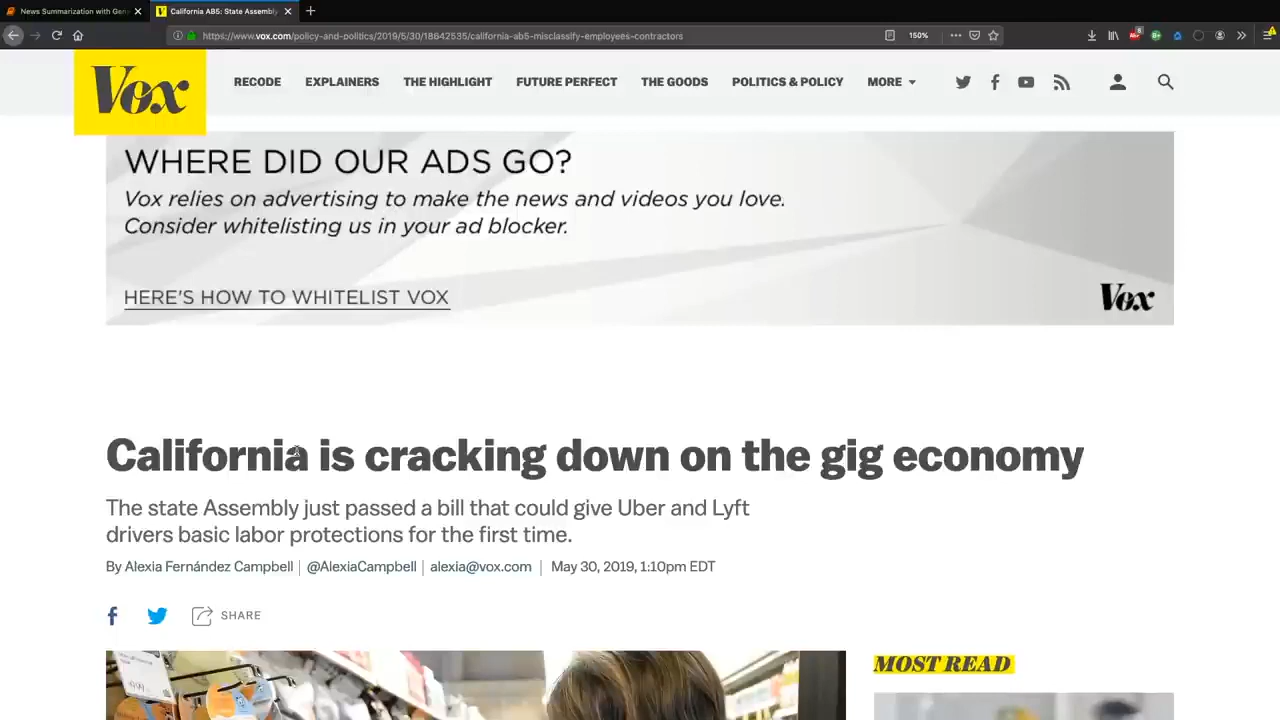 News Summarization with Gen
California AB5: State Assembly
https://www.vox.com/policy-and-politics/2019/5/30/18642535/california-ab5-misclassify-employees-contractors
150%
Vox
RECODE EXPLAINERS THE HIGHLIGHT FUTURE PERFECT THE GOODS POLITICS & POLICY MORE
WHERE DID OUR ADS GO?
Vox relies on advertising to make the news and videos you love.
Consider whitelisting us in your ad blocker.
HERE'S HOW TO WHITELIST VOX
Vox
California is cracking down on the gig economy
The state Assembly just passed a bill that could give Uber and Lyft
drivers basic labor protections for the first time.
By Alexia Fernández Campbell @AlexiaCampbell alexia@vox.com May 30, 2019, 1:10pm EDT
SHARE
MOST READ